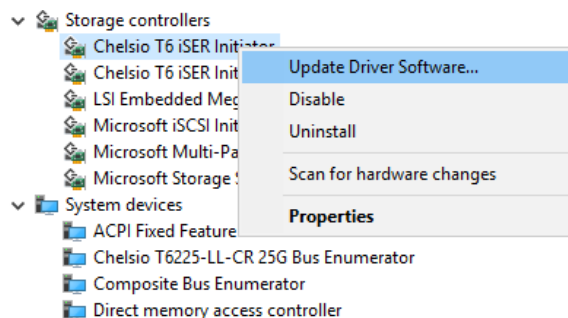 Storage controllers
Chelsio T6 iSER Initiator
Update Driver Software...
Chelsio T6 iSER Init
Disable
LSI Embedded Meg
Microsoft iSCSI Init
Uninstall
Microsoft Multi-Pa
Scan for hardware changes
Microsoft Storage
System devices
Properties
ACPI Fixed Feature
Chelsio T6225-LL-CR 25G Bus Enumerator
Composite Bus Enumerator
Direct memory access controller